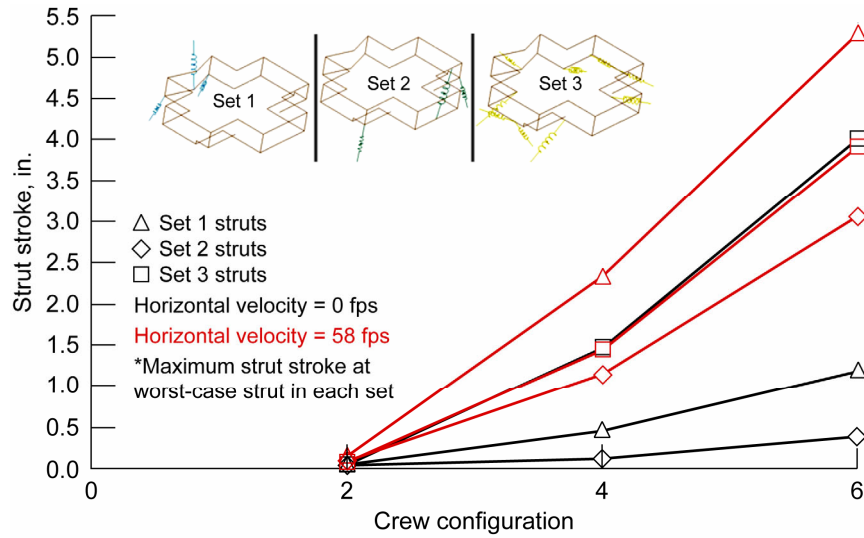 5.5
5.0
4.5
4.0
3.5
3.0
2.5
2.0
1.5
1.0
0.5
0.0
Strut stroke, in.
Set 1
Set 2
Set 3
Set 1 struts
Set 2 struts
Set 3 struts
Horizontal velocity = 0 fps
Horizontal velocity = 58 fps
*Maximum strut stroke at
worst-case strut in each set
0 2 4 6
Crew configuration